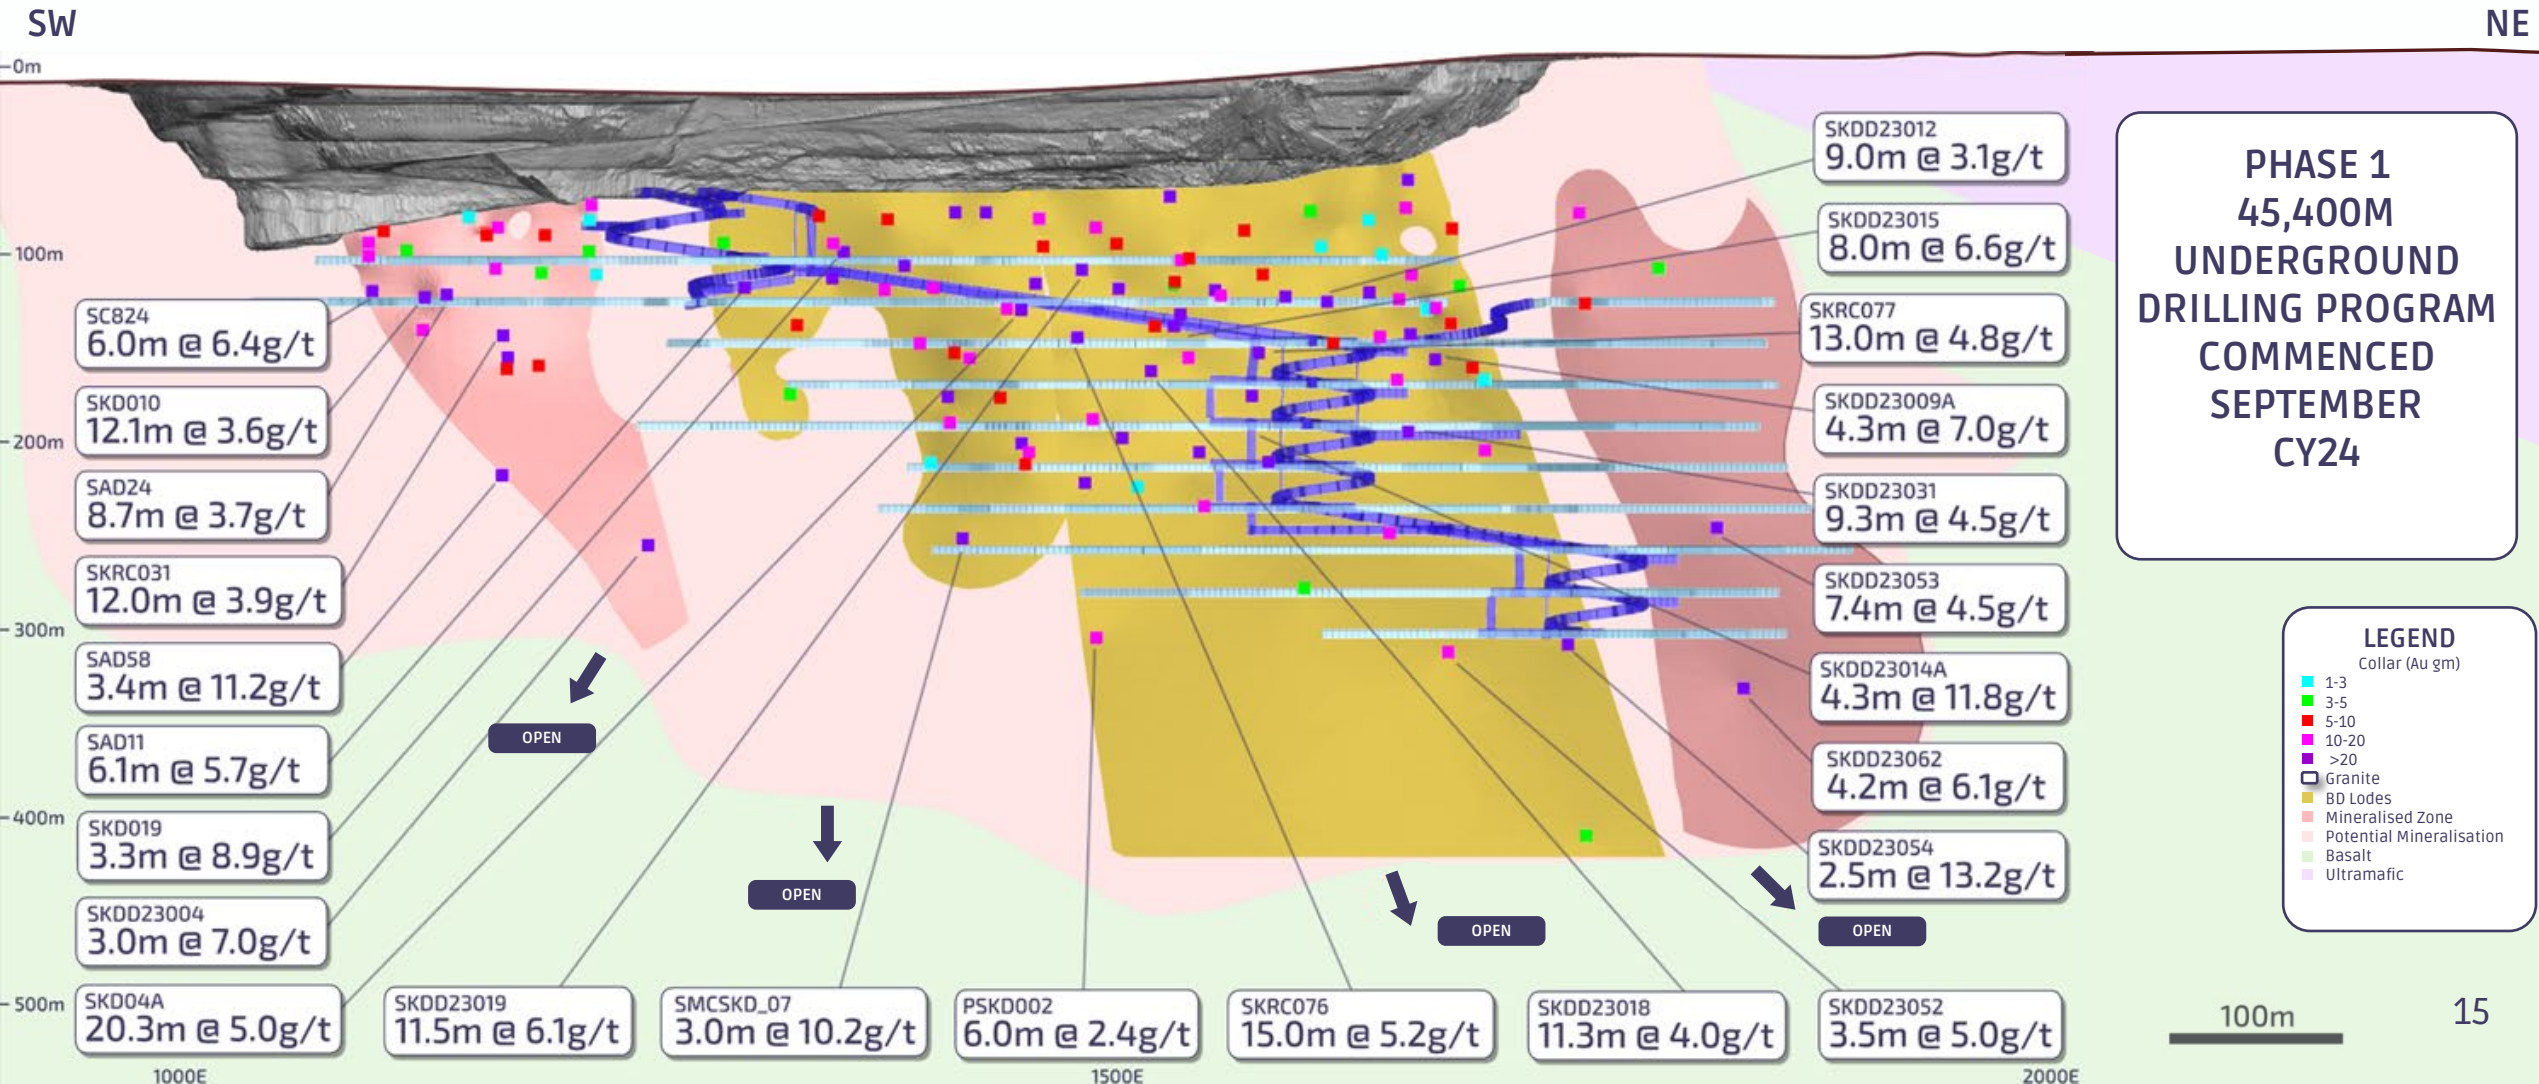 SW
NE
0m
100m
200m
300m
400m
500m
SC824
6.0m @ 6.4g/t
SKD010
12.1m @ 3.6g/t
SAD24
8.7m @ 3.7g/t
SKRC031
12.0m @ 3.9g/t
SAD58
3.4m @ 11.2g/t
SAD11
6.1m @ 5.7g/t
SKD019
3.3m @ 8.9g/t
SKDD23004
3.0m @ 7.0g/t
SKD04A
20.3m @ 5.0g/t
SKDD23019
11.5m @ 6.1g/t
SMCSKD_07
3.0m @ 10.2g/t
PSKD002
6.0m @ 2.4g/t
SKRC076
15.0m @ 5.2g/t
SKDD23018
11.3m @ 4.0g/t
SKDD23052
3.5m @ 5.0g/t
SKDD23012
9.0m @ 3.1g/t
SKDD23015
8.0m @ 6.6g/t
SKRC077
13.0m @ 4.8g/t
SKDD23009A
4.3m @ 7.0g/t
SKDD23031
9.3m @ 4.5g/t
SKDD23053
7.4m @ 4.5g/t
SKDD23014A
4.3m @ 11.8g/t
SKDD23062
4.2m @ 6.1g/t
SKDD23054
2.5m @ 13.2g/t
OPEN
OPEN
OPEN
OPEN
PHASE 1
45,400M
UNDERGROUND
DRILLING PROGRAM
COMMENCED
SEPTEMBER
CY24
LEGEND
Collar (Au gm)
1-3
3-5
5-10
10-20
>20
Granite
BD Lodes
Mineralised Zone
Potential Mineralisation
Basalt
Ultramafic
100m
15
1000E
1500E
2000E